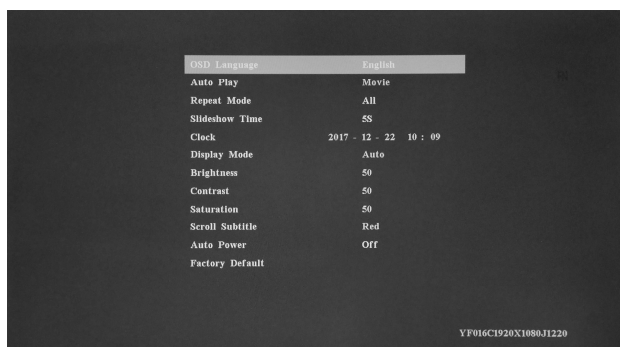 OSD Language English
Auto Play Movie
Repeat Mode All
Slideshow Time 5S
Clock 2017 - 12 - 22 10 : 09
Display Mode Auto
Brightness 50
Contrast 50
Saturation 50
Scroll Subtitle Red
Auto Power Off
Factory Default
YF016C1920X1080J1220